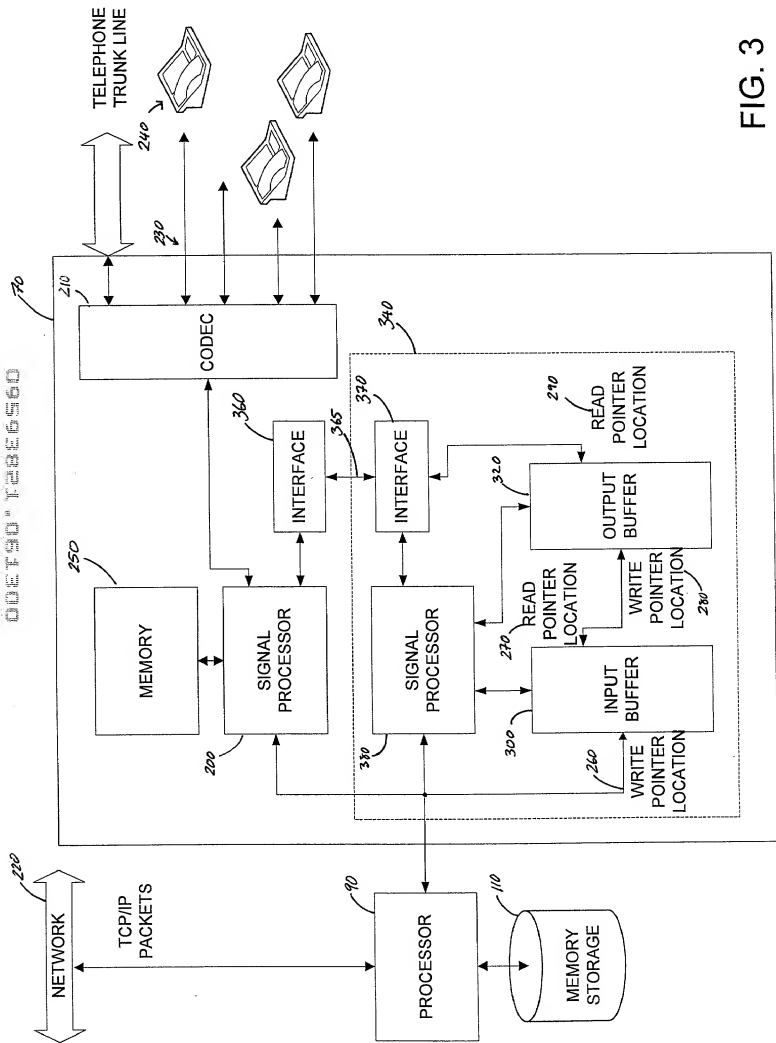 FIG. 3
TELEPHONE
TRUNK LINE
240
230
70
210
CODEC
340
250
MEMORY
360
INTERFACE
365
370
INTERFACE
290
READ
POINTER
LOCATION
320
OUTPUT
BUFFER
SIGNAL
PROCESSOR
200
SIGNAL
PROCESSOR
380
270
READ
POINTER
LOCATION
WRITE
POINTER
LOCATION
280
INPUT
BUFFER
300
260
WRITE
POINTER
LOCATION
220
NETWORK
TCP/IP
PACKETS
90
PROCESSOR
110
MEMORY
STORAGE